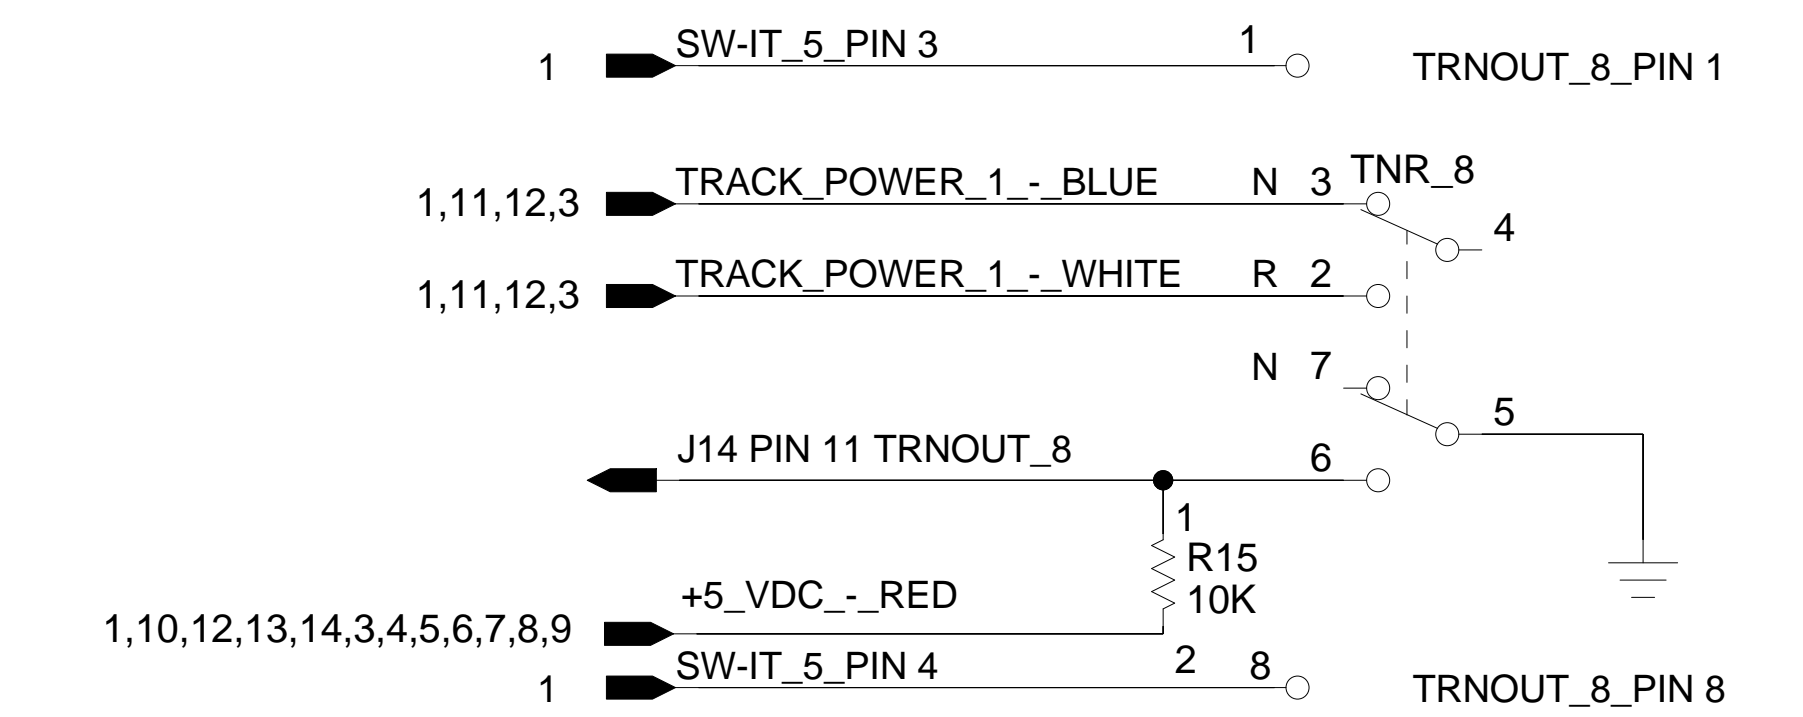 SW-IT_5_PIN 3 1
1 TRNOUT_8_PIN 1
TRACK_POWER_1_-_BLUE N 3 TNR_8
1,11,12,3
4
TRACK_POWER_1_-_WHITE R 2
1,11,12,3
N 7
5
J14 PIN 11 TRNOUT_8 6
1
R15
10K
+5_VDC_-_RED
1,10,12,13,14,3,4,5,6,7,8,9
SW-IT_5_PIN 4 2 8
1 TRNOUT_8_PIN 8